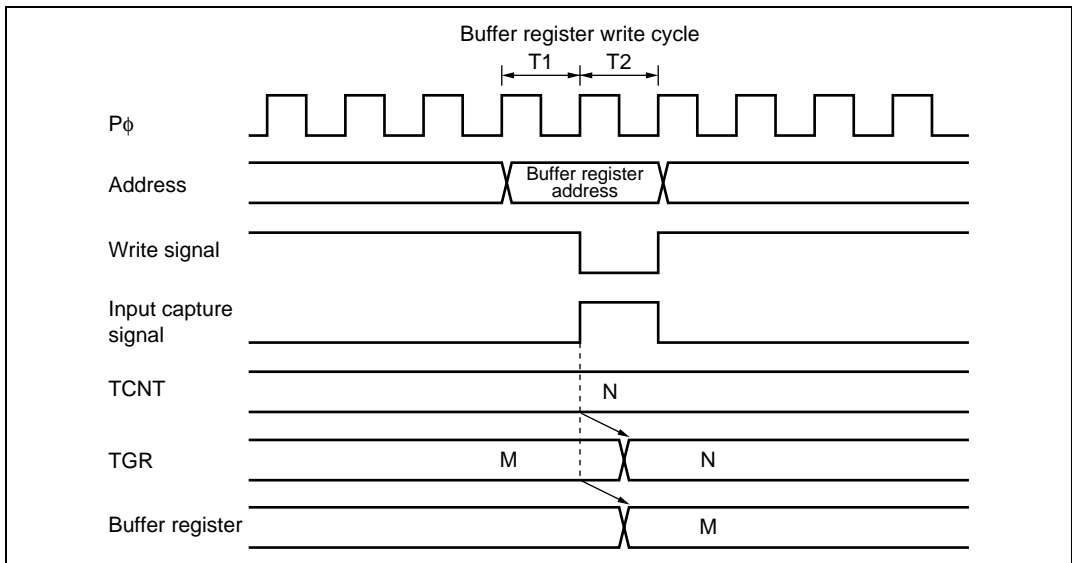 Buffer register write cycle
T1 T2
Pϕ
Address
Buffer register
address
Write signal
Input capture
signal
TCNT
N
TGR
M N
Buffer register
M